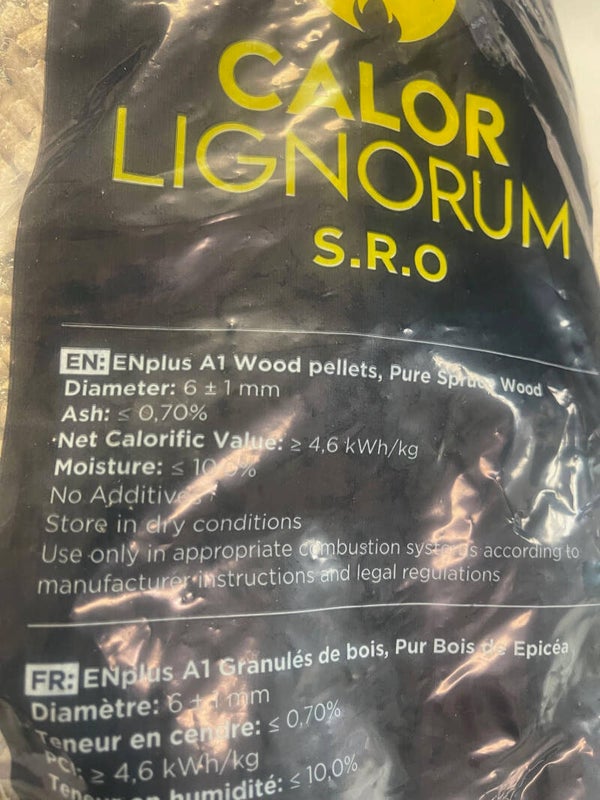 CALOR
LIGNORUM
S.R.O
EN: ENplus A1 Wood pellets, Pure Spruce Wood
Diameter: 6 ± 1 mm
Ash: ≤ 0,70%
·Net Calorific Value: ≥ 4,6 kWh/kg
Moisture: ≤ 10,0%
No Additives
Store in dry conditions
Use only in appropriate combustion systems according to
manufacturer instructions and legal regulations
FR: ENplus A1 Granulés de bois, Pur Bois de Epicéa
Diamètre: 6 ± 1 mm
Teneur en cendre: ≤ 0,70%
PCI: ≥ 4,6 kWh/kg
Teneur en humidité: ≤ 10,0%